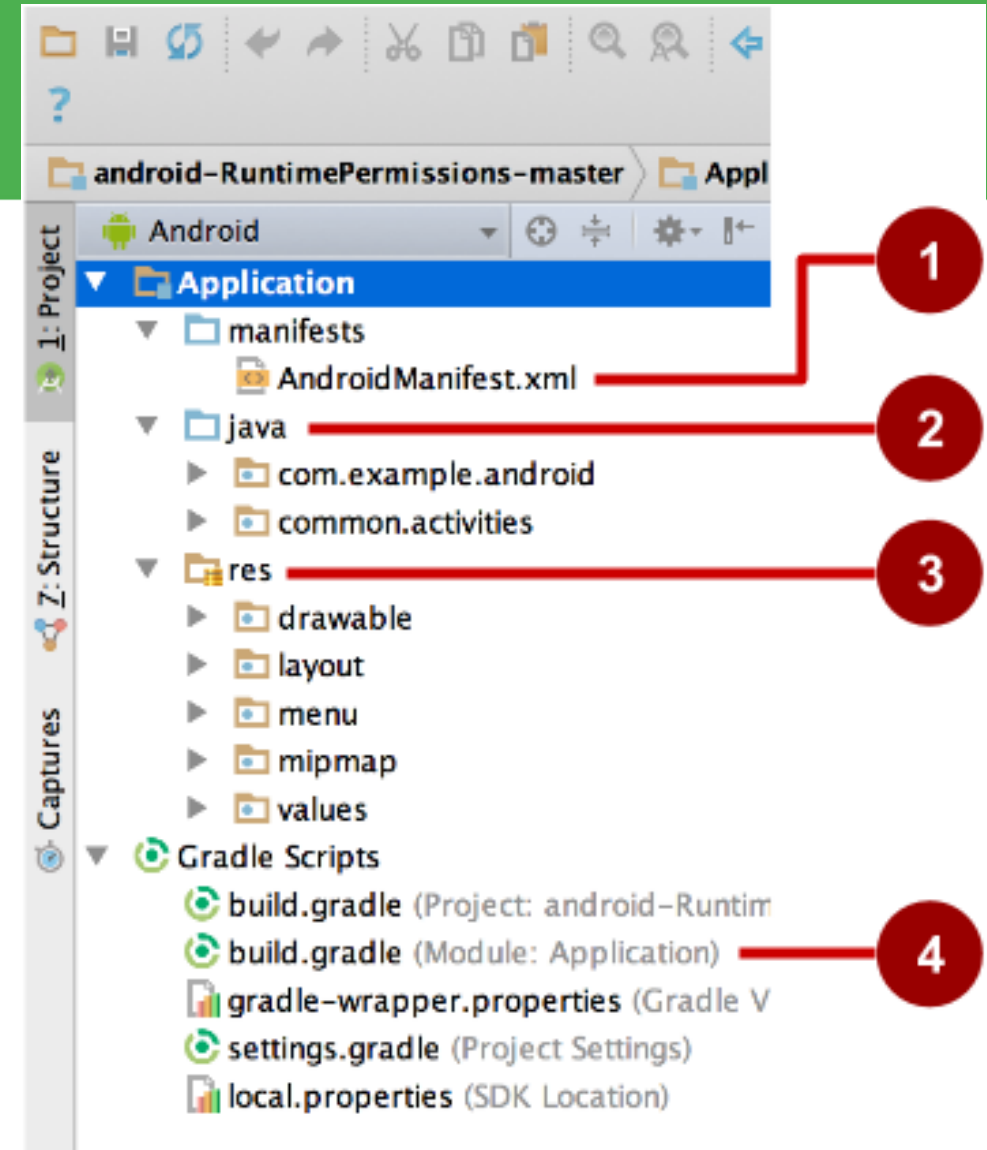 ?
android-RuntimePermissions-master Appl
Android
1: Project
Application
1
manifests
AndroidManifest.xml
java
2
com.example.android
common.activities
Z: Structure
res
3
drawable
layout
menu
mipmap
values
Captures
Gradle Scripts
build.gradle (Project: android-Runtim
build.gradle (Module: Application)
4
gradle-wrapper.properties (Gradle V
settings.gradle (Project Settings)
local.properties (SDK Location)